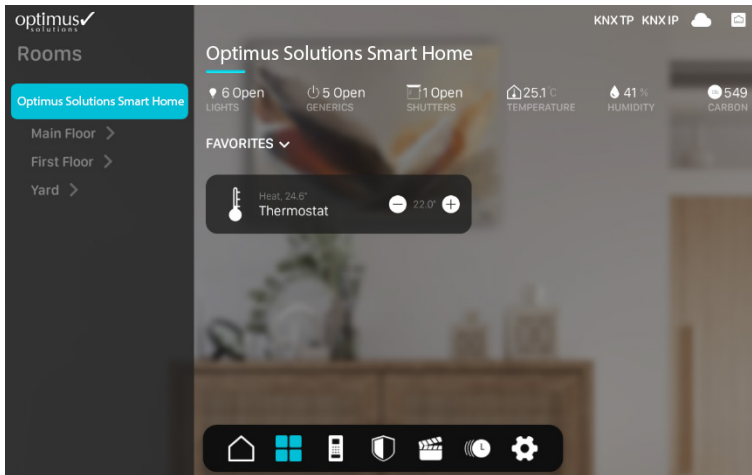 optimus
solutions
KNX TP KNX IP
Rooms
Optimus Solutions Smart Home
Main Floor
First Floor
Yard
Optimus Solutions Smart Home
6 Open
LIGHTS
5 Open
GENERICS
1 Open
SHUTTERS
25.1°C
TEMPERATURE
41 %
HUMIDITY
549
CARBON
FAVORITES
Heat, 24.6°
Thermostat
22.0°